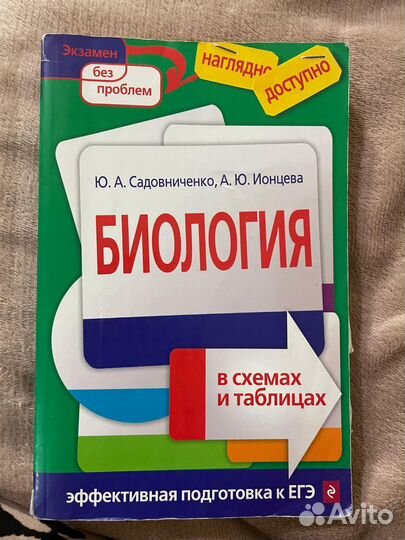 Экзамен
без
проблем
наглядно
доступно
Ю. А. Садовниченко, А. Ю. Ионцева
БИОЛОГИЯ
в схемах
и таблицах
эффективная подготовка к ЕГЭ
Avito